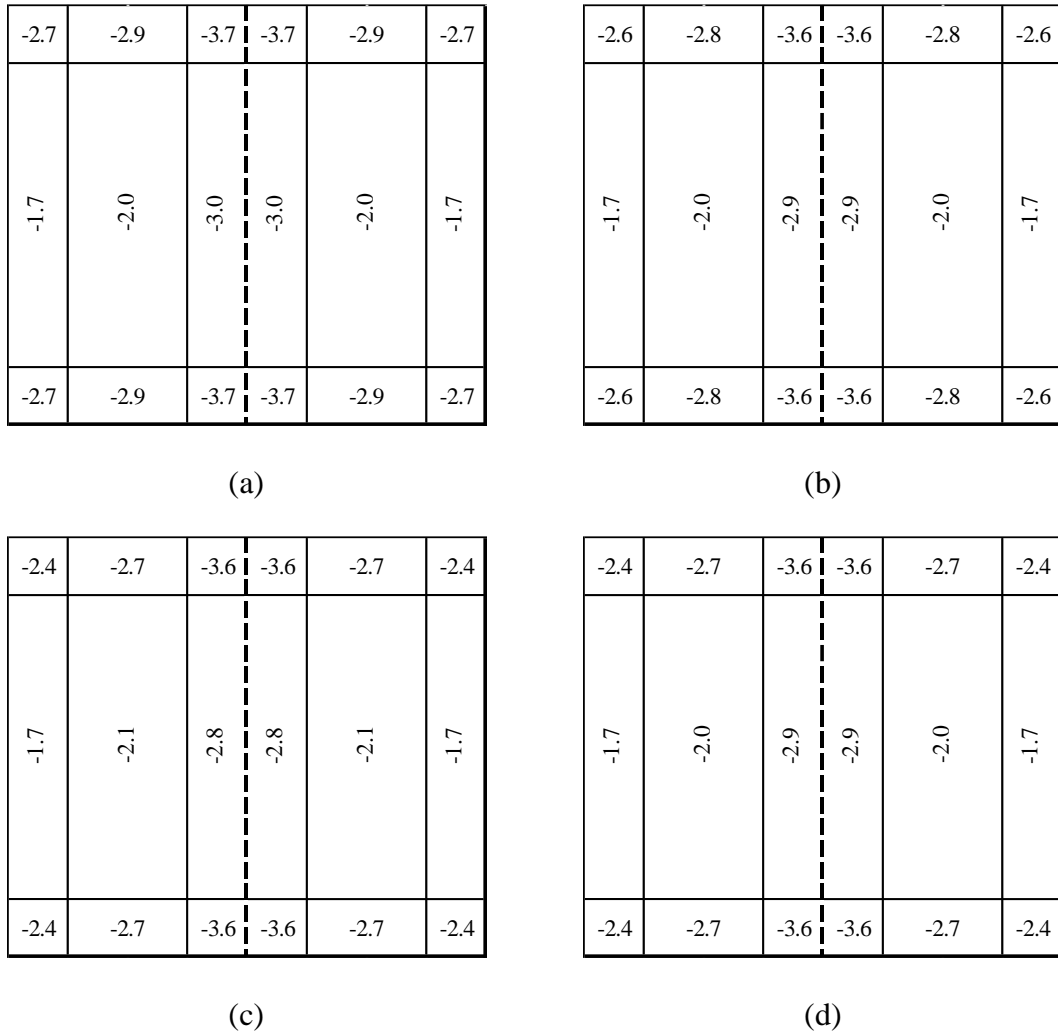 -2.7 -2.9 -3.7 -3.7 -2.9 -2.7
-1.7 -2.0 -3.0 -3.0 -2.0 -1.7
-2.7 -2.9 -3.7 -3.7 -2.9 -2.7
(a)
-2.6 -2.8 -3.6 -3.6 -2.8 -2.6
-1.7 -2.0 -2.9 -2.9 -2.0 -1.7
-2.6 -2.8 -3.6 -3.6 -2.8 -2.6
(b)
-2.4 -2.7 -3.6 -3.6 -2.7 -2.4
-1.7 -2.1 -2.8 -2.8 -2.1 -1.7
-2.4 -2.7 -3.6 -3.6 -2.7 -2.4
(c)
-2.4 -2.7 -3.6 -3.6 -2.7 -2.4
-1.7 -2.0 -2.9 -2.9 -2.0 -1.7
-2.4 -2.7 -3.6 -3.6 -2.7 -2.4
(d)